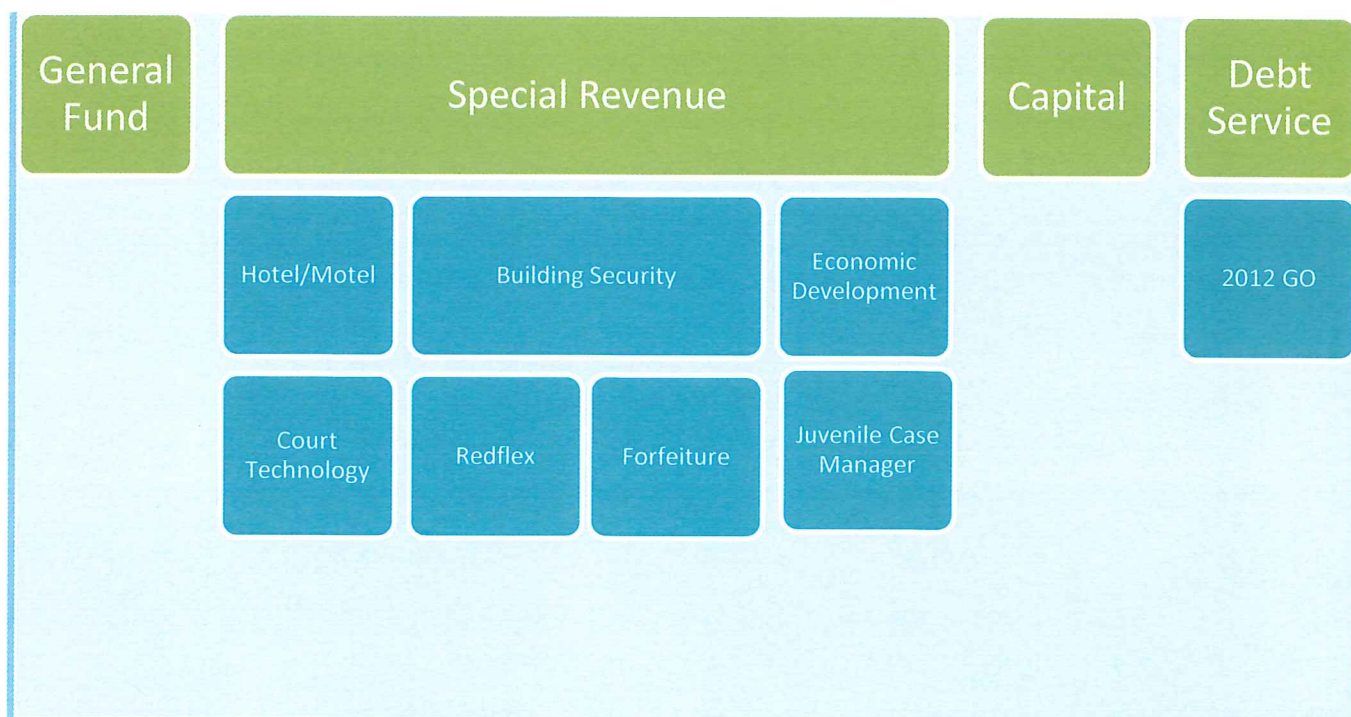 General
Fund
Special Revenue
Capital
Debt
Service
Hotel/Motel
Building Security
Economic
Development
2012 GO
Court
Technology
Redflex
Forfeiture
Juvenile Case
Manager